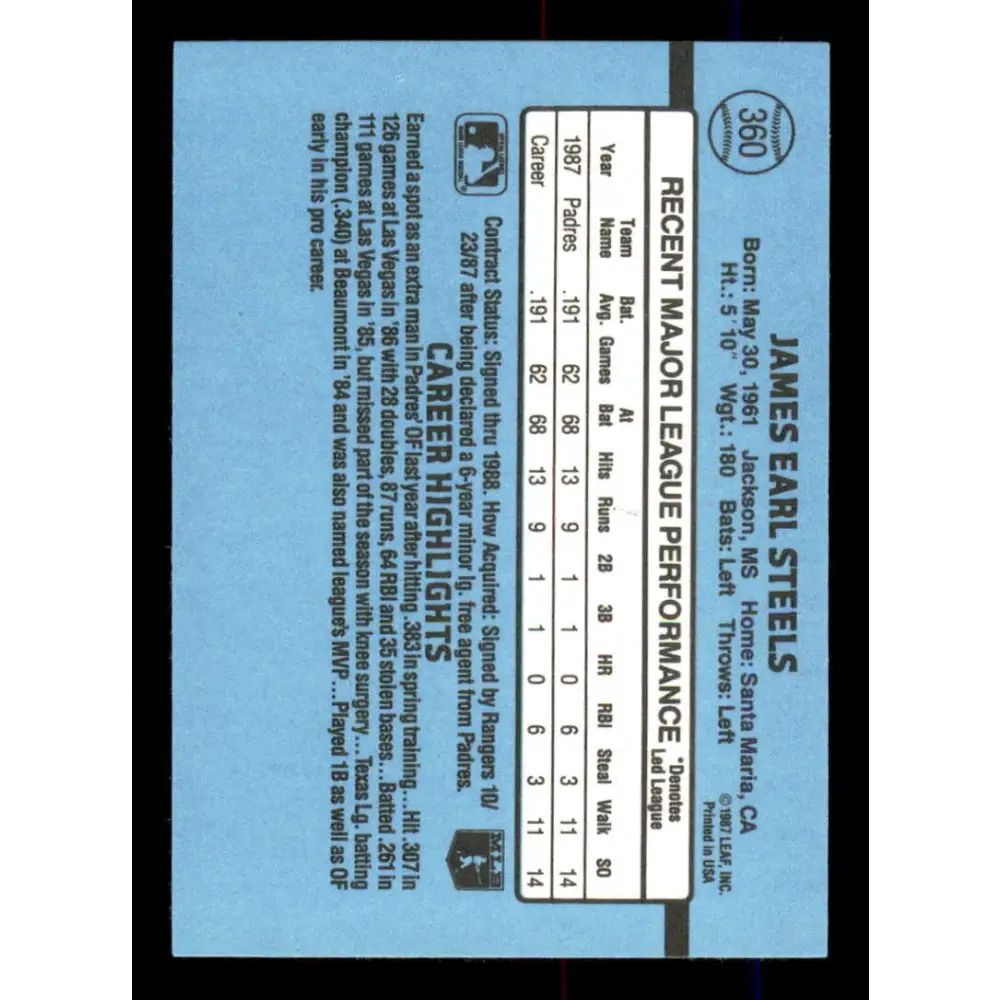 360
JAMES EARL STEELS
Born: May 30, 1961 Jackson, MS Home: Santa Maria, CA
Ht.: 5'10" Wgt.: 180 Bats: Left Throws: Left
©1987 LEAF, INC.
Printed in USA
RECENT MAJOR LEAGUE PERFORMANCE *Denotes
Led League
Year Team Name Bat. Avg. Games At Bat Hits Runs 2B 3B HR RBI Steal Walk SO
1987 Padres .191 62 68 13 9 1 1 0 6 3 11 14
Career .191 62 68 13 9 1 1 0 6 3 11 14
Contract Status: Signed thru 1988. How Acquired: Signed by Rangers 10/
23/87 after being declared a 6-year minor lg. free agent from Padres.
MLB
CAREER HIGHLIGHTS
Earned a spot as an extra man in Padres' OF last year after hitting .383 in spring training...Hit .307 in
126 games at Las Vegas in '86 with 28 doubles, 87 runs, 64 RBI and 35 stolen bases...Batted .261 in
111 games at Las Vegas in '85, but missed part of the season with knee surgery...Texas Lg. batting
champion (.340) at Beaumont in '84 and was also named league's MVP...Played 1B as well as OF
early in his pro career.